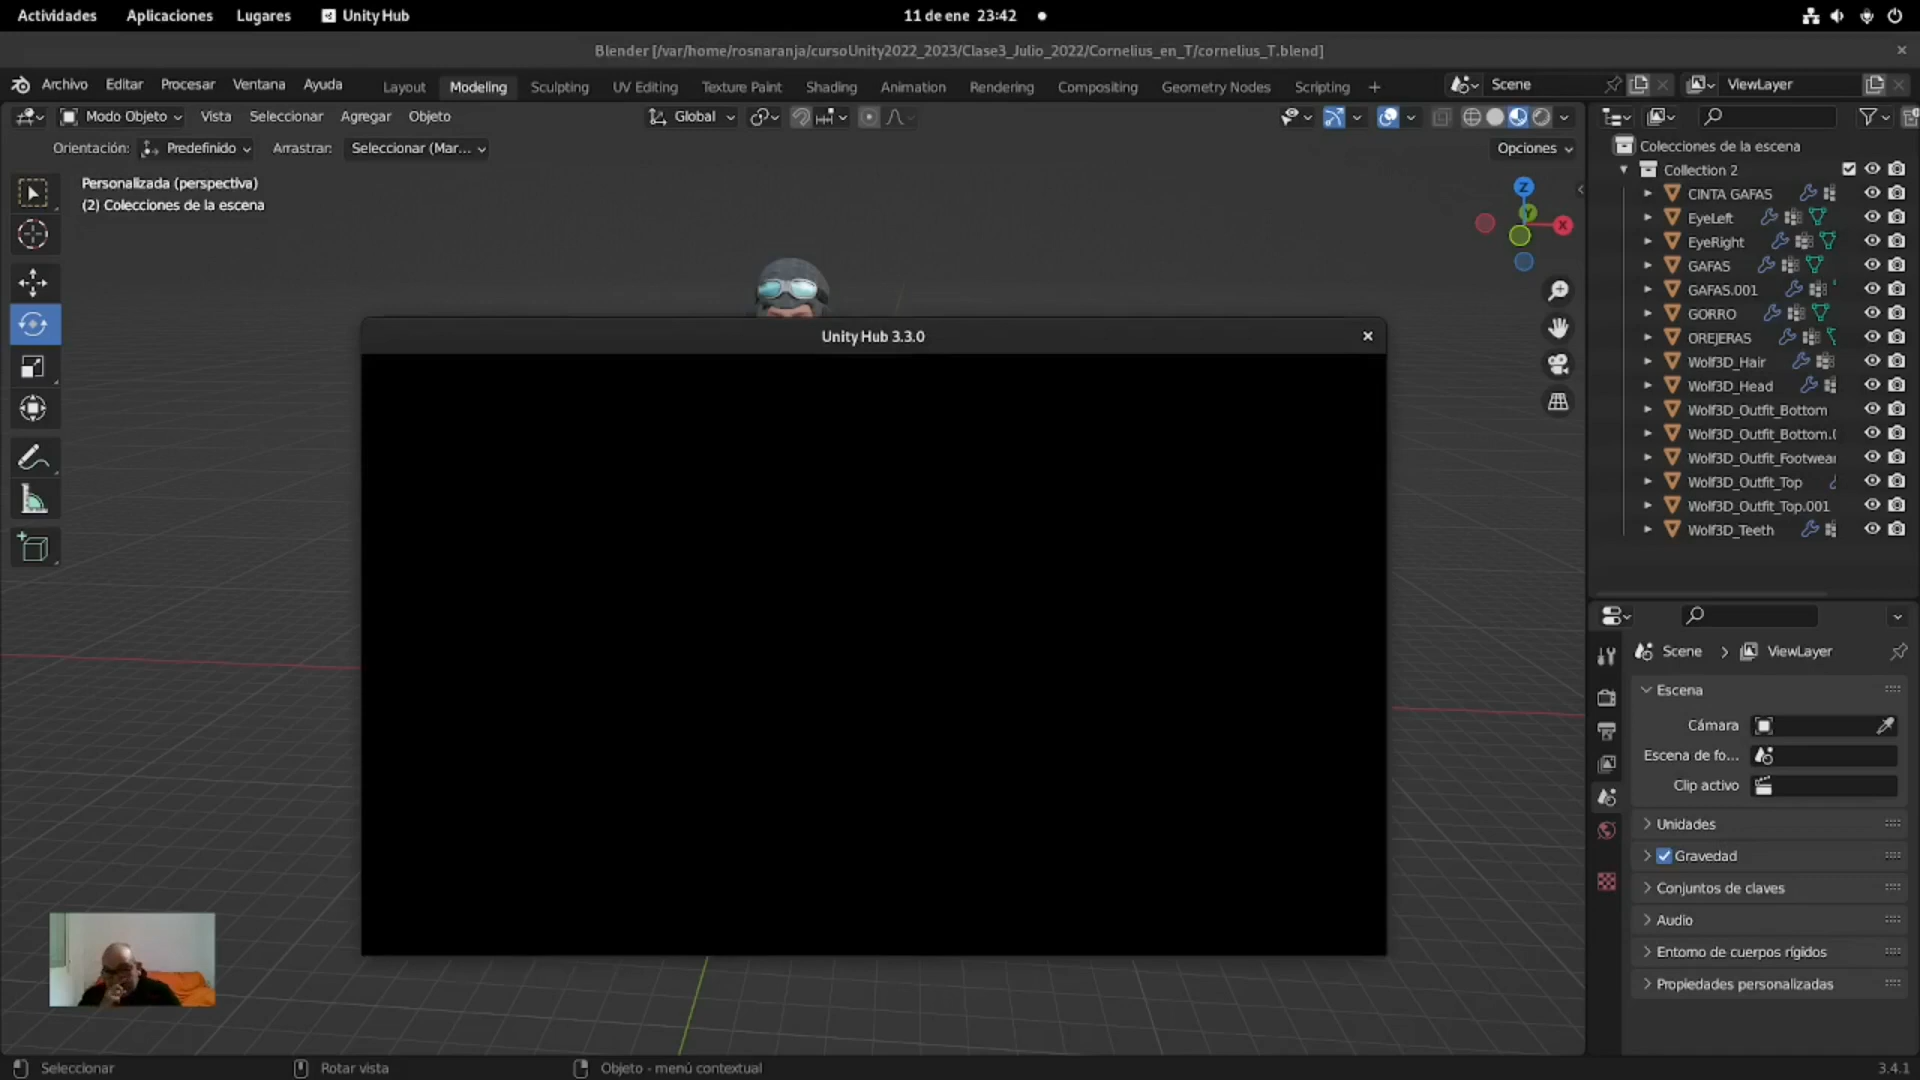 Actividades Aplicaciones Lugares Unity Hub 11 de ene 23:42
Blender [/var/home/rosnaranja/cursoUnity2022_2023/Clase3_Julio_2022/Cornelius_en_T/cornelius_T.blend]
Archivo Editar Procesar Ventana Ayuda Layout Modeling Sculpting UV Editing Texture Paint Shading Animation Rendering Compositing Geometry Nodes Scripting + Scene ViewLayer
Modo Objeto Vista Seleccionar Agregar Objeto Global
Orientación: Predefinido Arrastrar: Seleccionar (Mar... Opciones
Personalizada (perspectiva)
(2) Colecciones de la escena
Z
Y
X
Unity Hub 3.3.0
Colecciones de la escena
Collection 2
CINTA GAFAS
EyeLeft
EyeRight
GAFAS
GAFAS.001
GORRO
OREJERAS
Wolf3D_Hair
Wolf3D_Head
Wolf3D_Outfit_Bottom
Wolf3D_Outfit_Bottom.0
Wolf3D_Outfit_Footwear
Wolf3D_Outfit_Top
Wolf3D_Outfit_Top.001
Wolf3D_Teeth
Scene > ViewLayer
Escena
Cámara
Escena de fo...
Clip activo
Unidades
Gravedad
Conjuntos de claves
Audio
Entorno de cuerpos rígidos
Propiedades personalizadas
Seleccionar Rotar vista Objeto - menú contextual 3.4.1